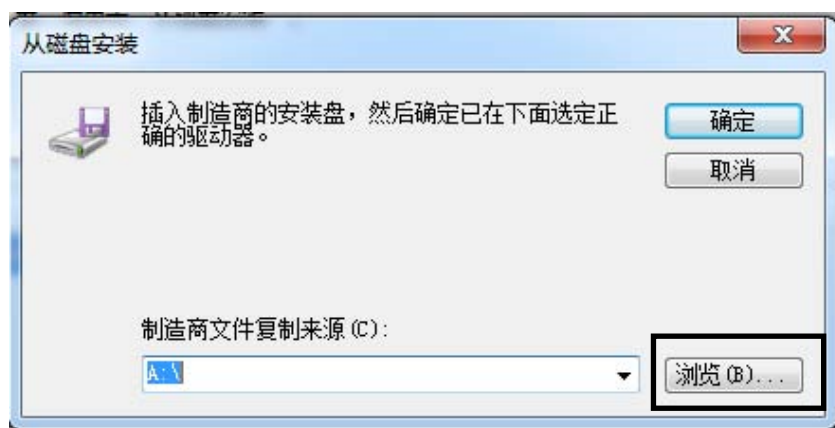 从磁盘安装
插入制造商的安装盘，然后确定已在下面选定正
确的驱动器。
确定
取消
制造商文件复制来源(C):
A:\
浏览(B)...